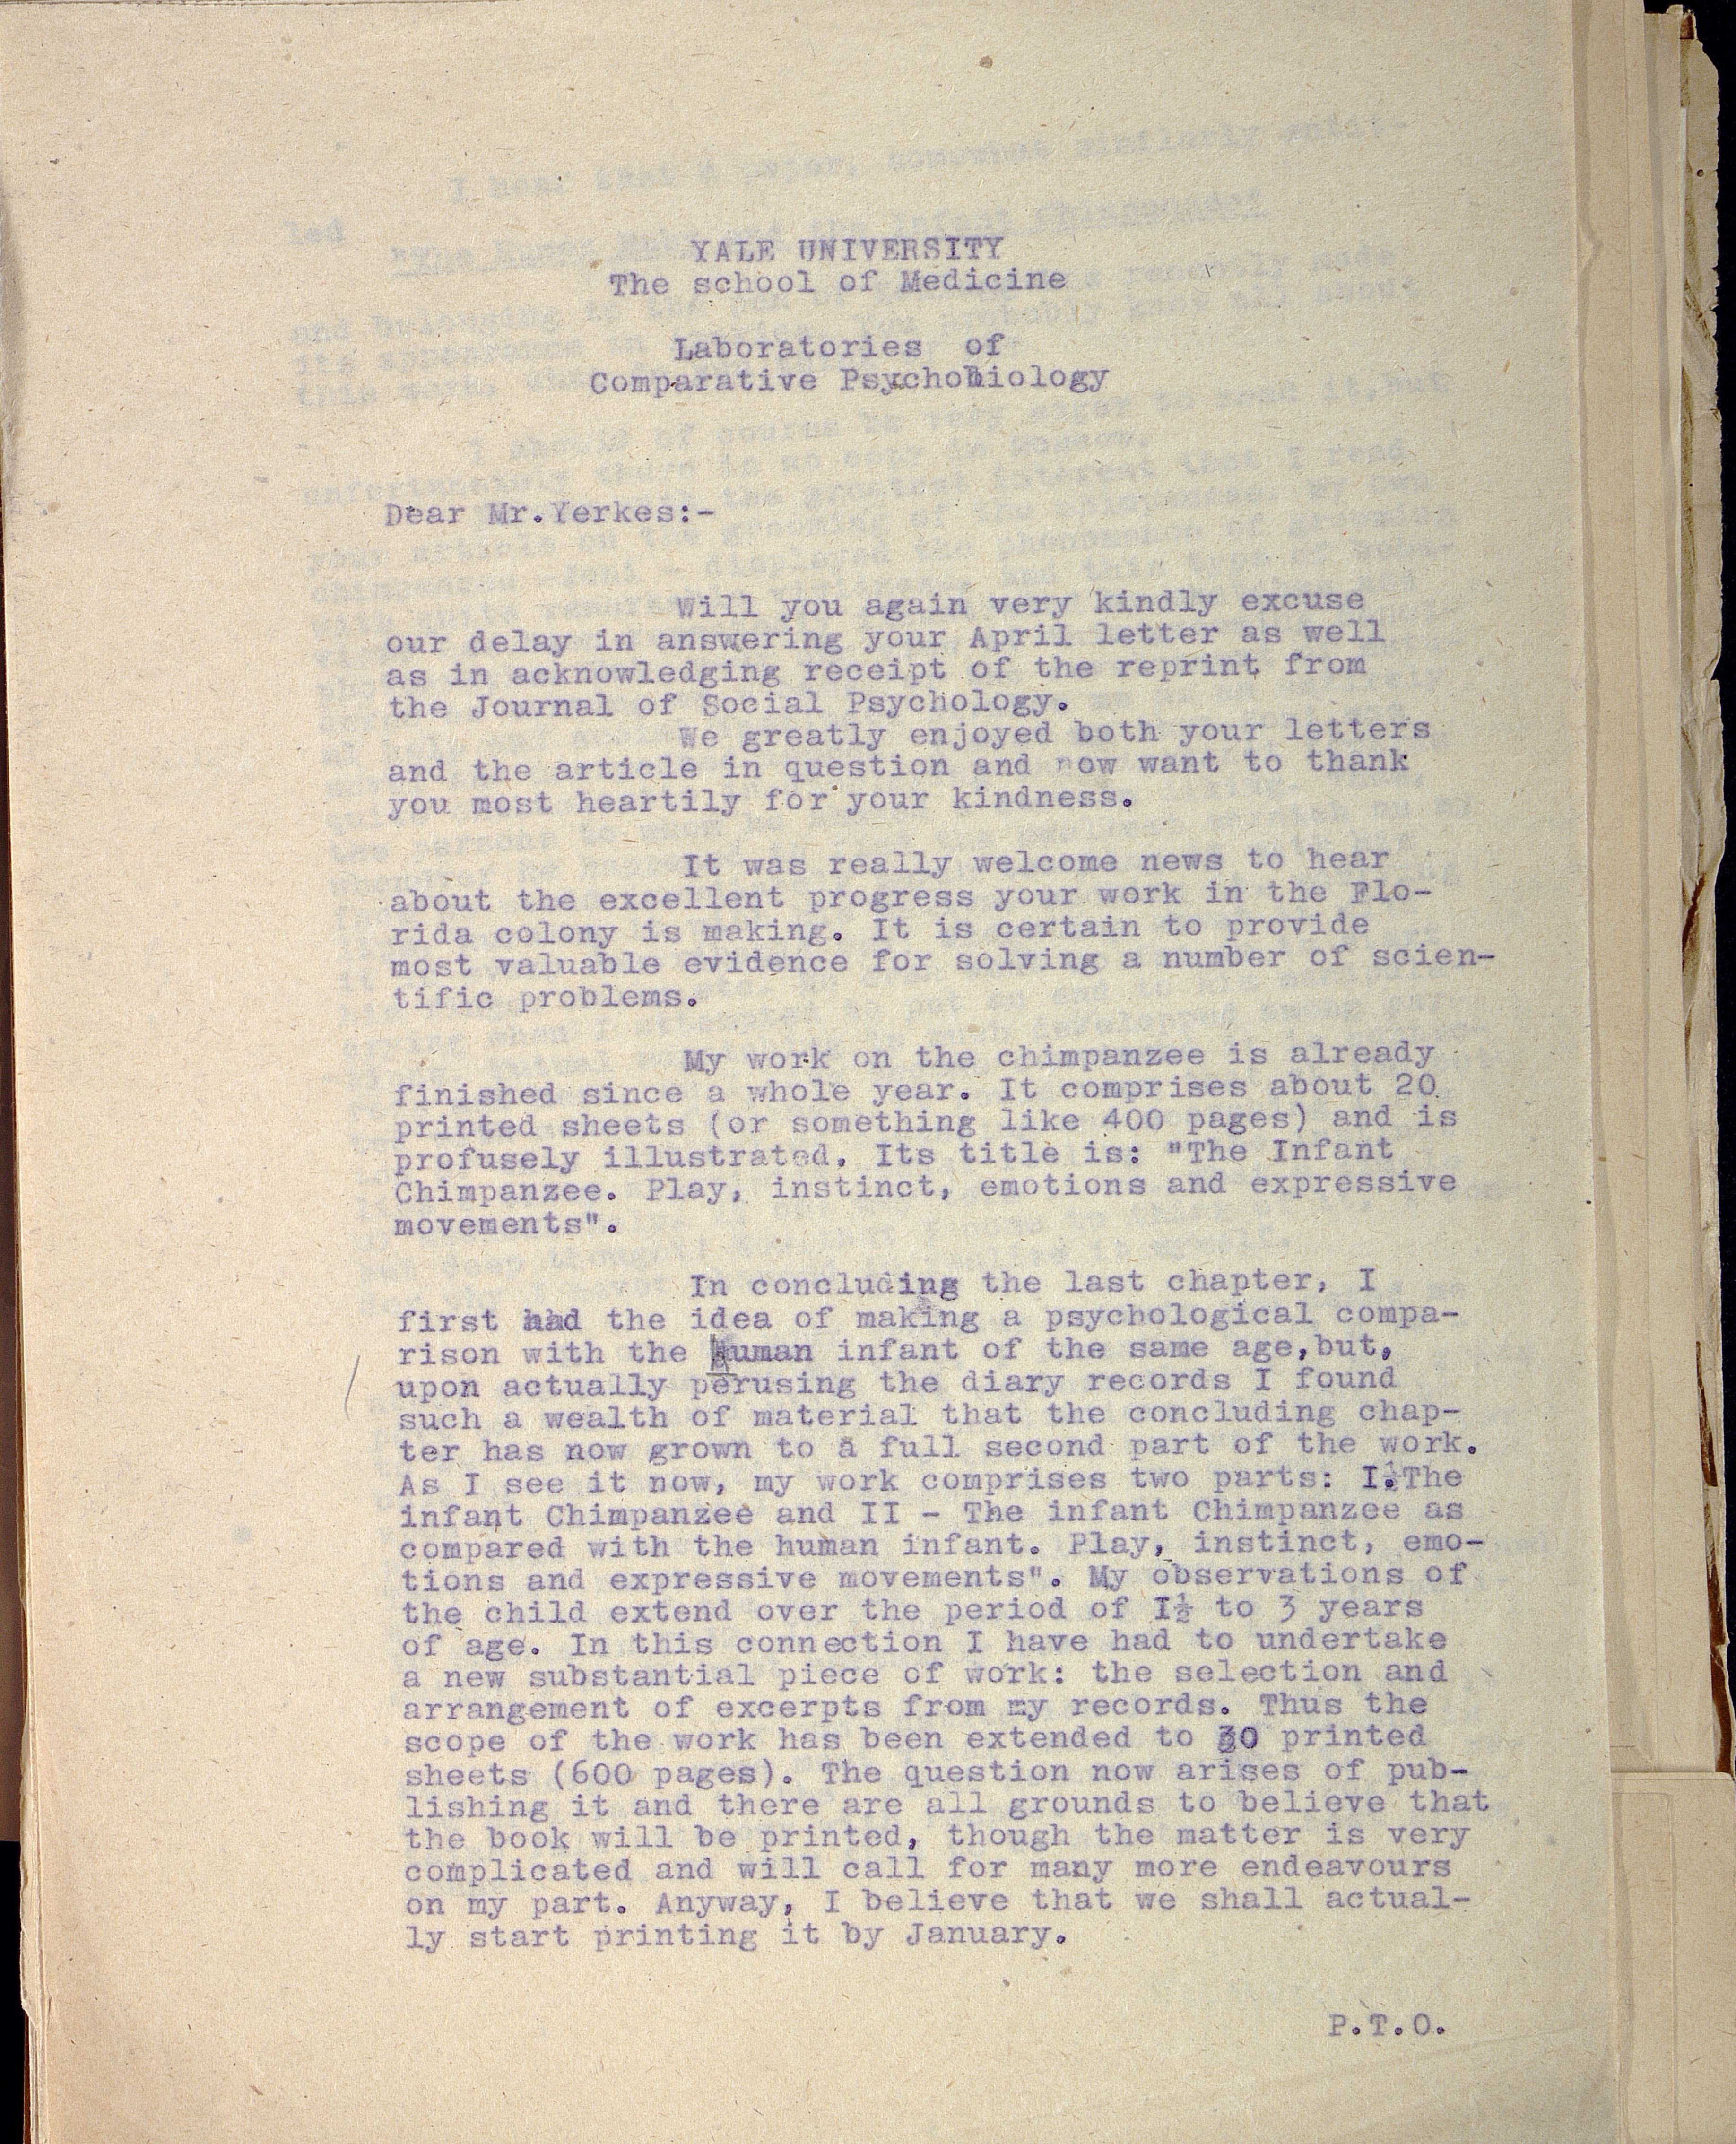 YALE UNIVERSITY
The school of Medicine
Laboratories of
Comparative Psychobiology
Dear Mr.Yerkes:-
Will you again very kindly excuse
our delay in answering your April letter as well
as in acknowledging receipt of the reprint from
the Journal of Social Psychology.
We greatly enjoyed both your letters
and the article in question and now want to thank
you most heartily for your kindness.
It was really welcome news to hear
about the excellent progress your work in the Flo-
rida colony is making. It is certain to provide
most valuable evidence for solving a number of scien-
tific problems.
My work on the chimpanzee is already
finished since a whole year. It comprises about 20
printed sheets (or something like 400 pages) and is
profusely illustrated. Its title is: "The Infant
Chimpanzee. Play, instinct, emotions and expressive
movements".
In concluding the last chapter, I
first had the idea of making a psychological compa-
rison with the human infant of the same age,but,
upon actually perusing the diary records I found
such a wealth of material that the concluding chap-
ter has now grown to a full second part of the work.
As I see it now, my work comprises two parts: I.The
infant Chimpanzee and II - The infant Chimpanzee as
compared with the human infant. Play, instinct, emo-
tions and expressive movements". My observations of
the child extend over the period of I½ to 3 years
of age. In this connection I have had to undertake
a new substantial piece of work: the selection and
arrangement of excerpts from my records. Thus the
scope of the work has been extended to 30 printed
sheets (600 pages). The question now arises of pub-
lishing it and there are all grounds to believe that
the book will be printed, though the matter is very
complicated and will call for many more endeavours
on my part. Anyway, I believe that we shall actual-
ly start printing it by January.
P.T.O.